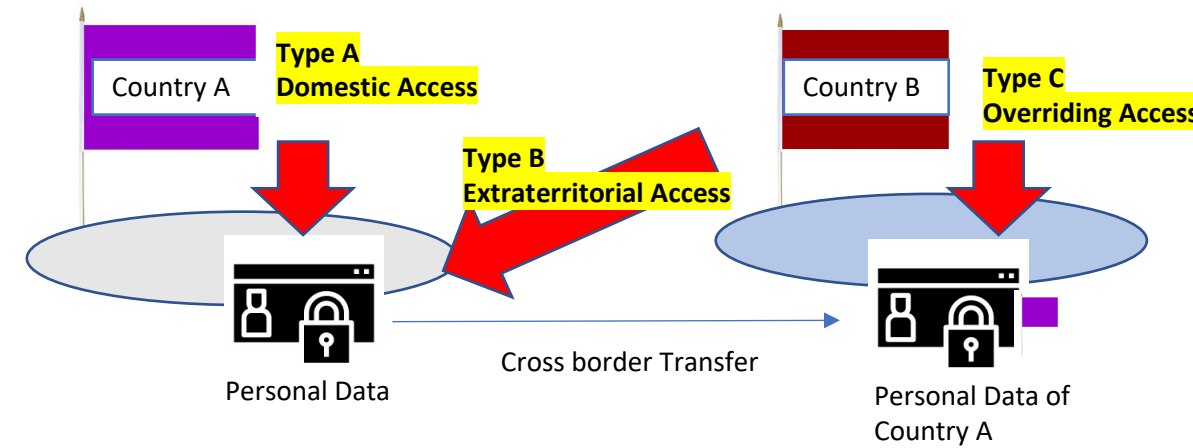 Country A
Type A
Domestic Access
Type B
Extraterritorial Access
Country B
Type C
Overriding Access
Cross border Transfer
Personal Data
Personal Data of
Country A